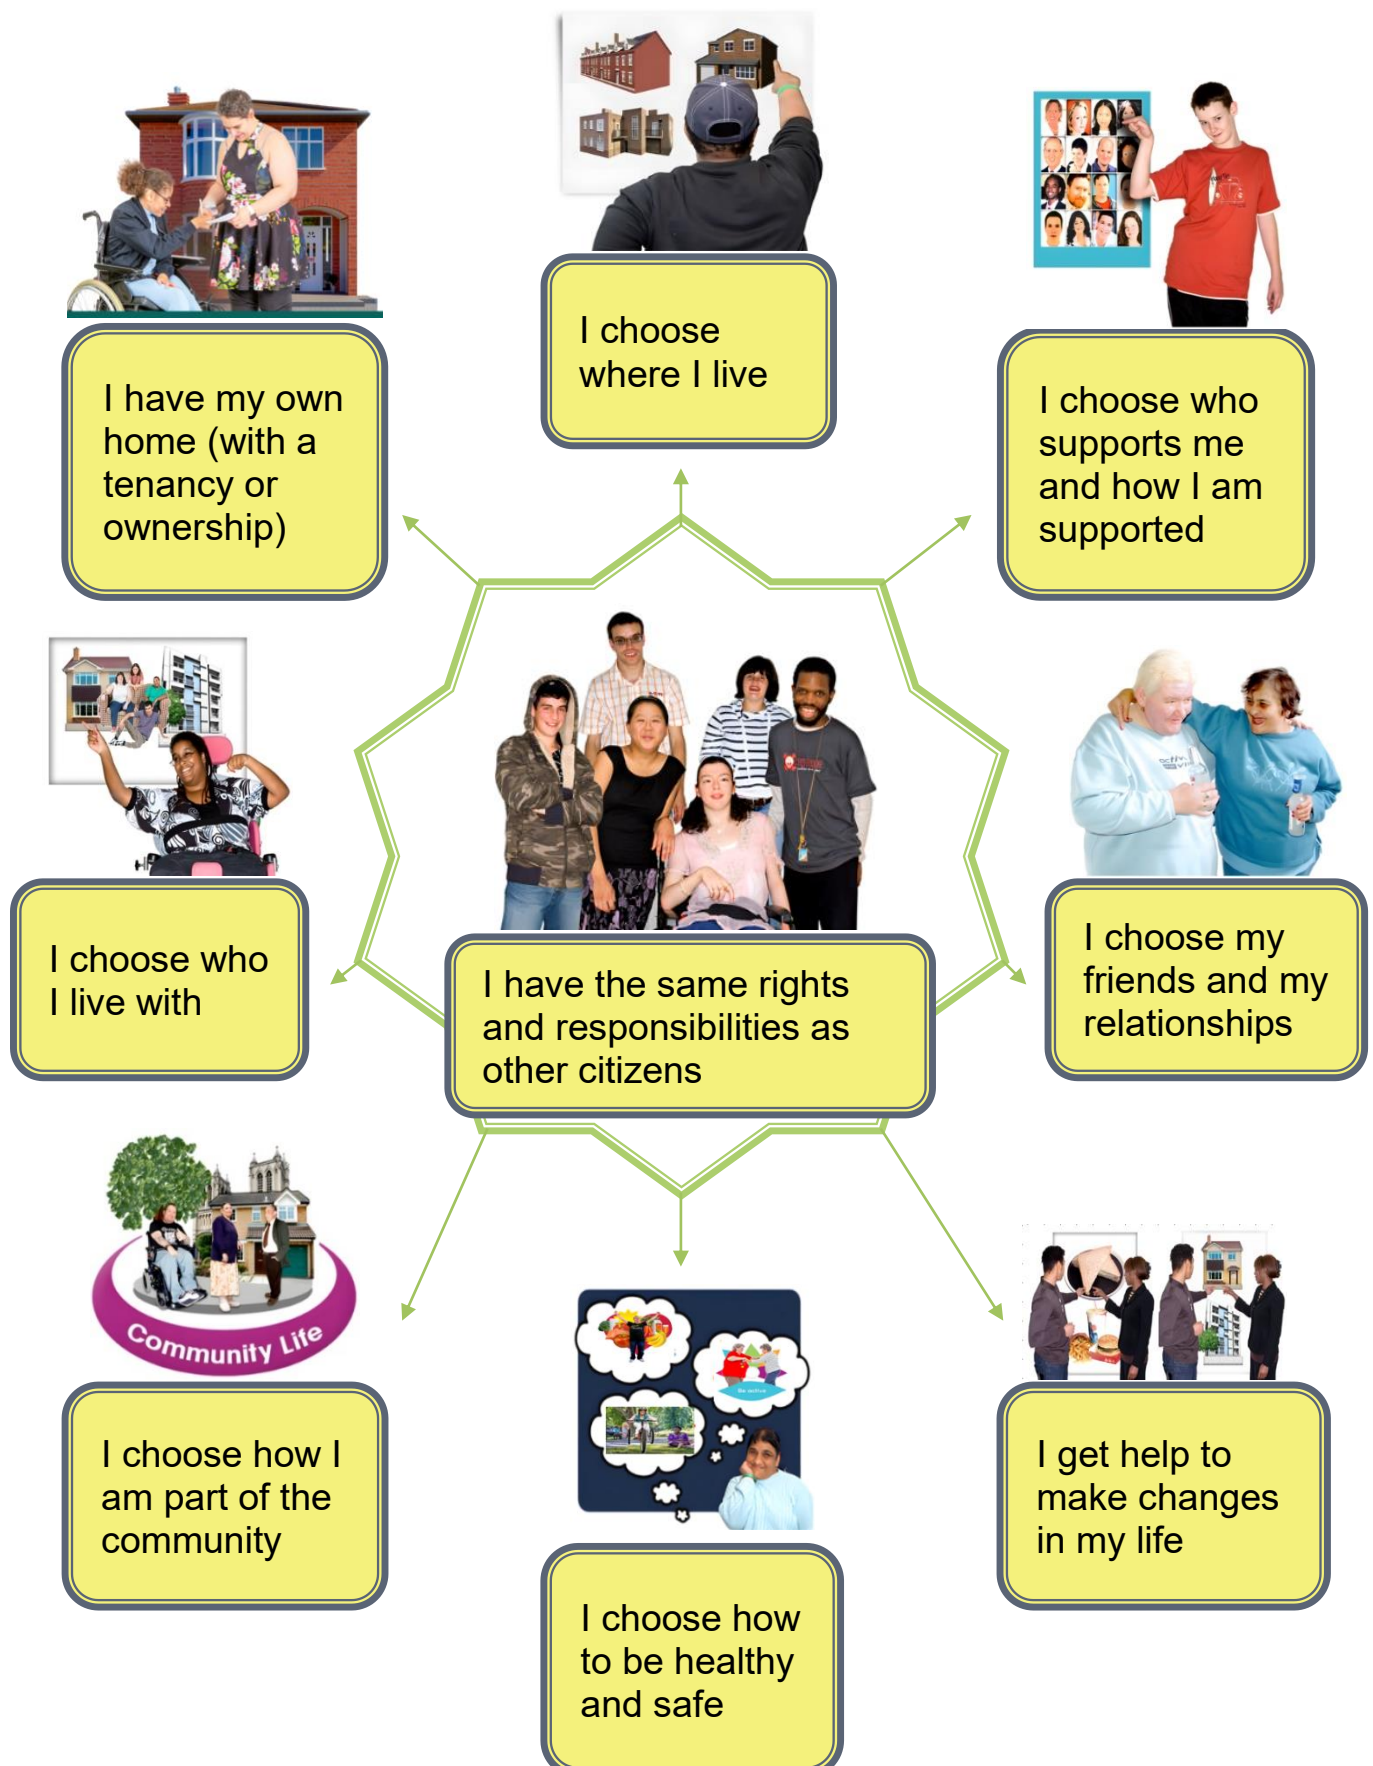 I choose
where I live
I have my own
home (with a
tenancy or
ownership)
I choose who
supports me
and how I am
supported
I choose who
I live with
I have the same rights
and responsibilities as
other citizens
I choose my
friends and my
relationships
Community Life
I choose how I
am part of the
community
Be active
I choose how
to be healthy
and safe
I get help to
make changes
in my life